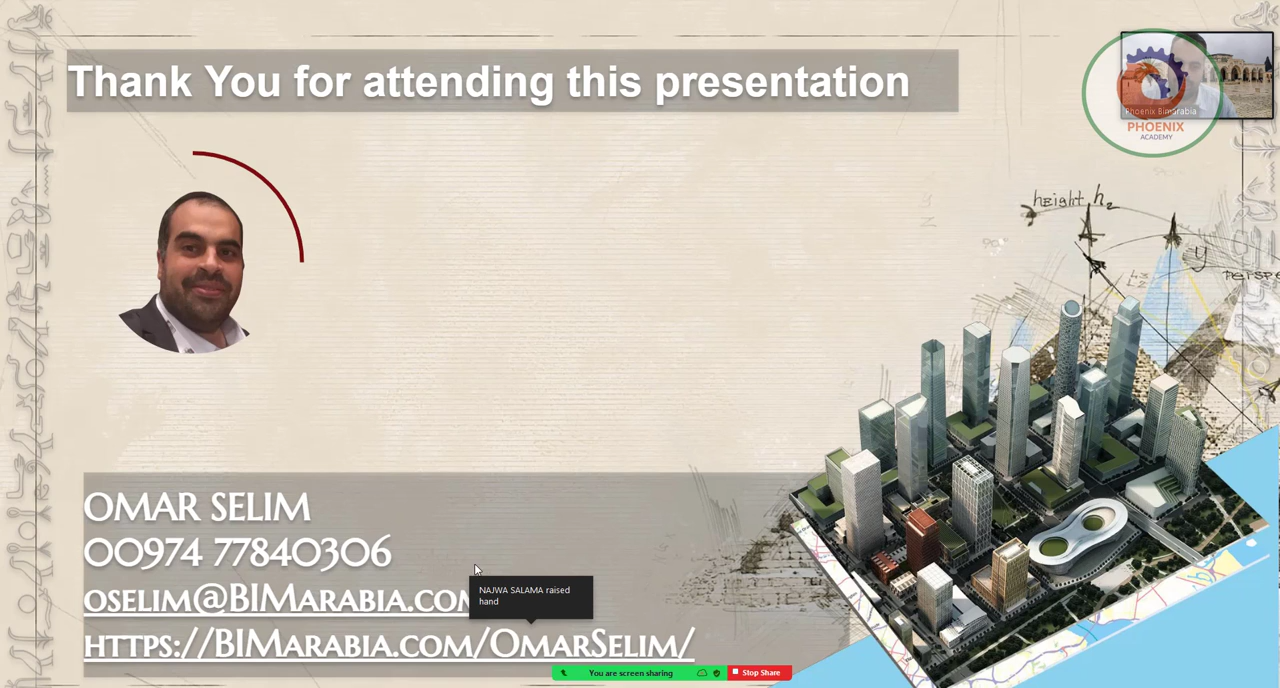 Thank You for attending this presentation
Phoenix Bimarabia
PHOENIX
ACADEMY
height h2
y
OMAR SELIM
00974 77840306
OSELIM@BIMARABIA.COM
NAJWA SALAMA raised
hand
HTTPS://BIMARABIA.COM/OMARSELIM/
You are screen sharing
Stop Share